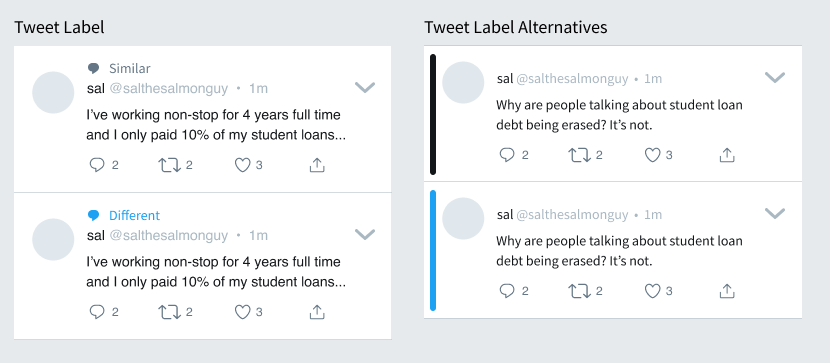 Tweet Label
Similar
sal @salthesalmonguy • 1m
I’ve working non-stop for 4 years full time
and I only paid 10% of my student loans...
2 2 3
Different
sal @salthesalmonguy • 1m
I’ve working non-stop for 4 years full time
and I only paid 10% of my student loans...
2 2 3
Tweet Label Alternatives
sal @salthesalmonguy • 1m
Why are people talking about student loan
debt being erased? It’s not.
2 2 3
sal @salthesalmonguy • 1m
Why are people talking about student loan
debt being erased? It’s not.
2 2 3